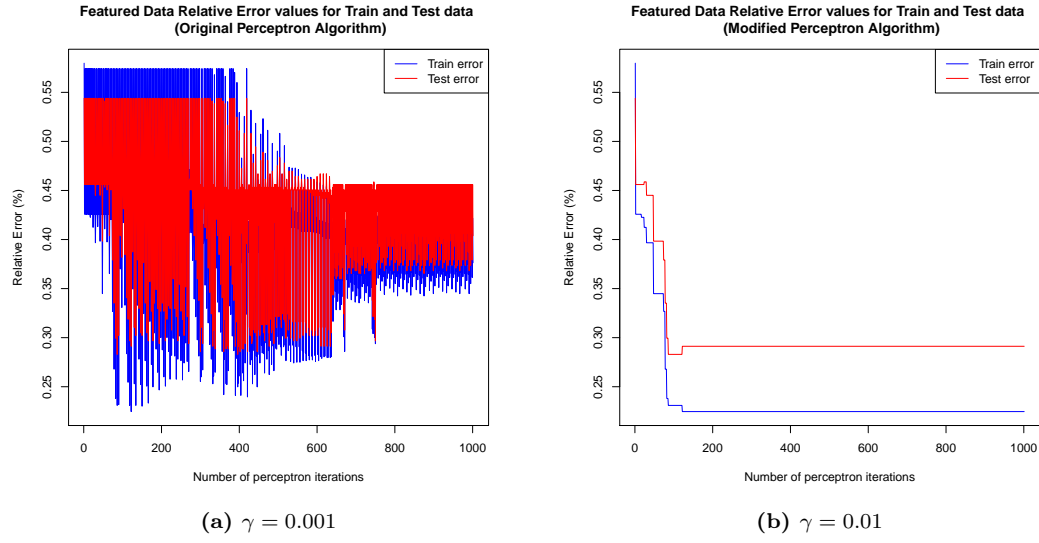 Featured Data Relative Error values for Train and Test data
(Original Perceptron Algorithm)
Train error
Test error
Relative Error (%)
0.55
0.50
0.45
0.40
0.35
0.30
0.25
0
200
400
600
800
1000
Number of perceptron iterations
(a) γ = 0.001
Featured Data Relative Error values for Train and Test data
(Modified Perceptron Algorithm)
Train error
Test error
Relative Error (%)
0.55
0.50
0.45
0.40
0.35
0.30
0.25
0
200
400
600
800
1000
Number of perceptron iterations
(b) γ = 0.01